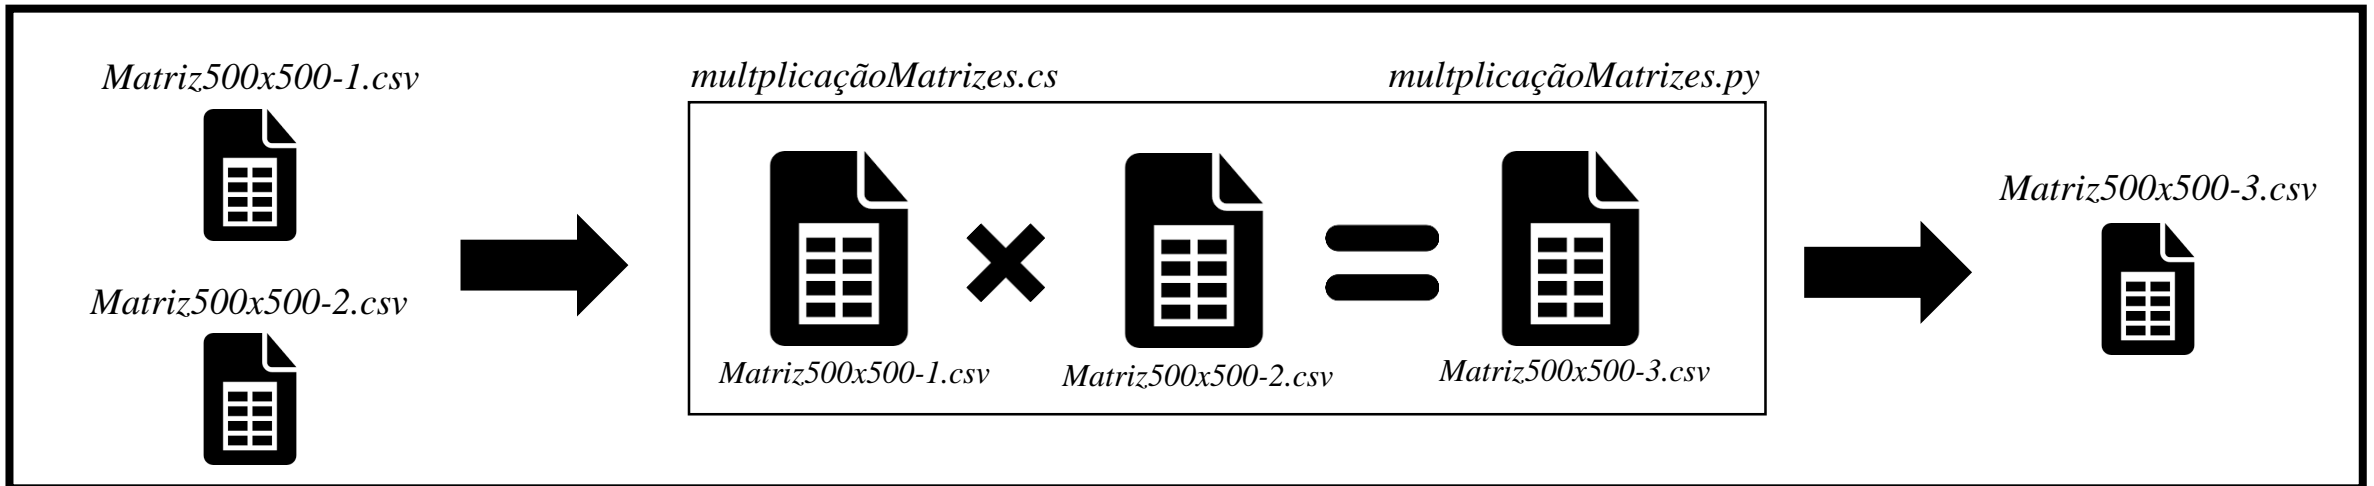 Matriz500x500-1.csv
Matriz500x500-2.csv
multplicaçãoMatrizes.cs
multplicaçãoMatrizes.py
Matriz500x500-1.csv
Matriz500x500-2.csv
Matriz500x500-3.csv
Matriz500x500-3.csv